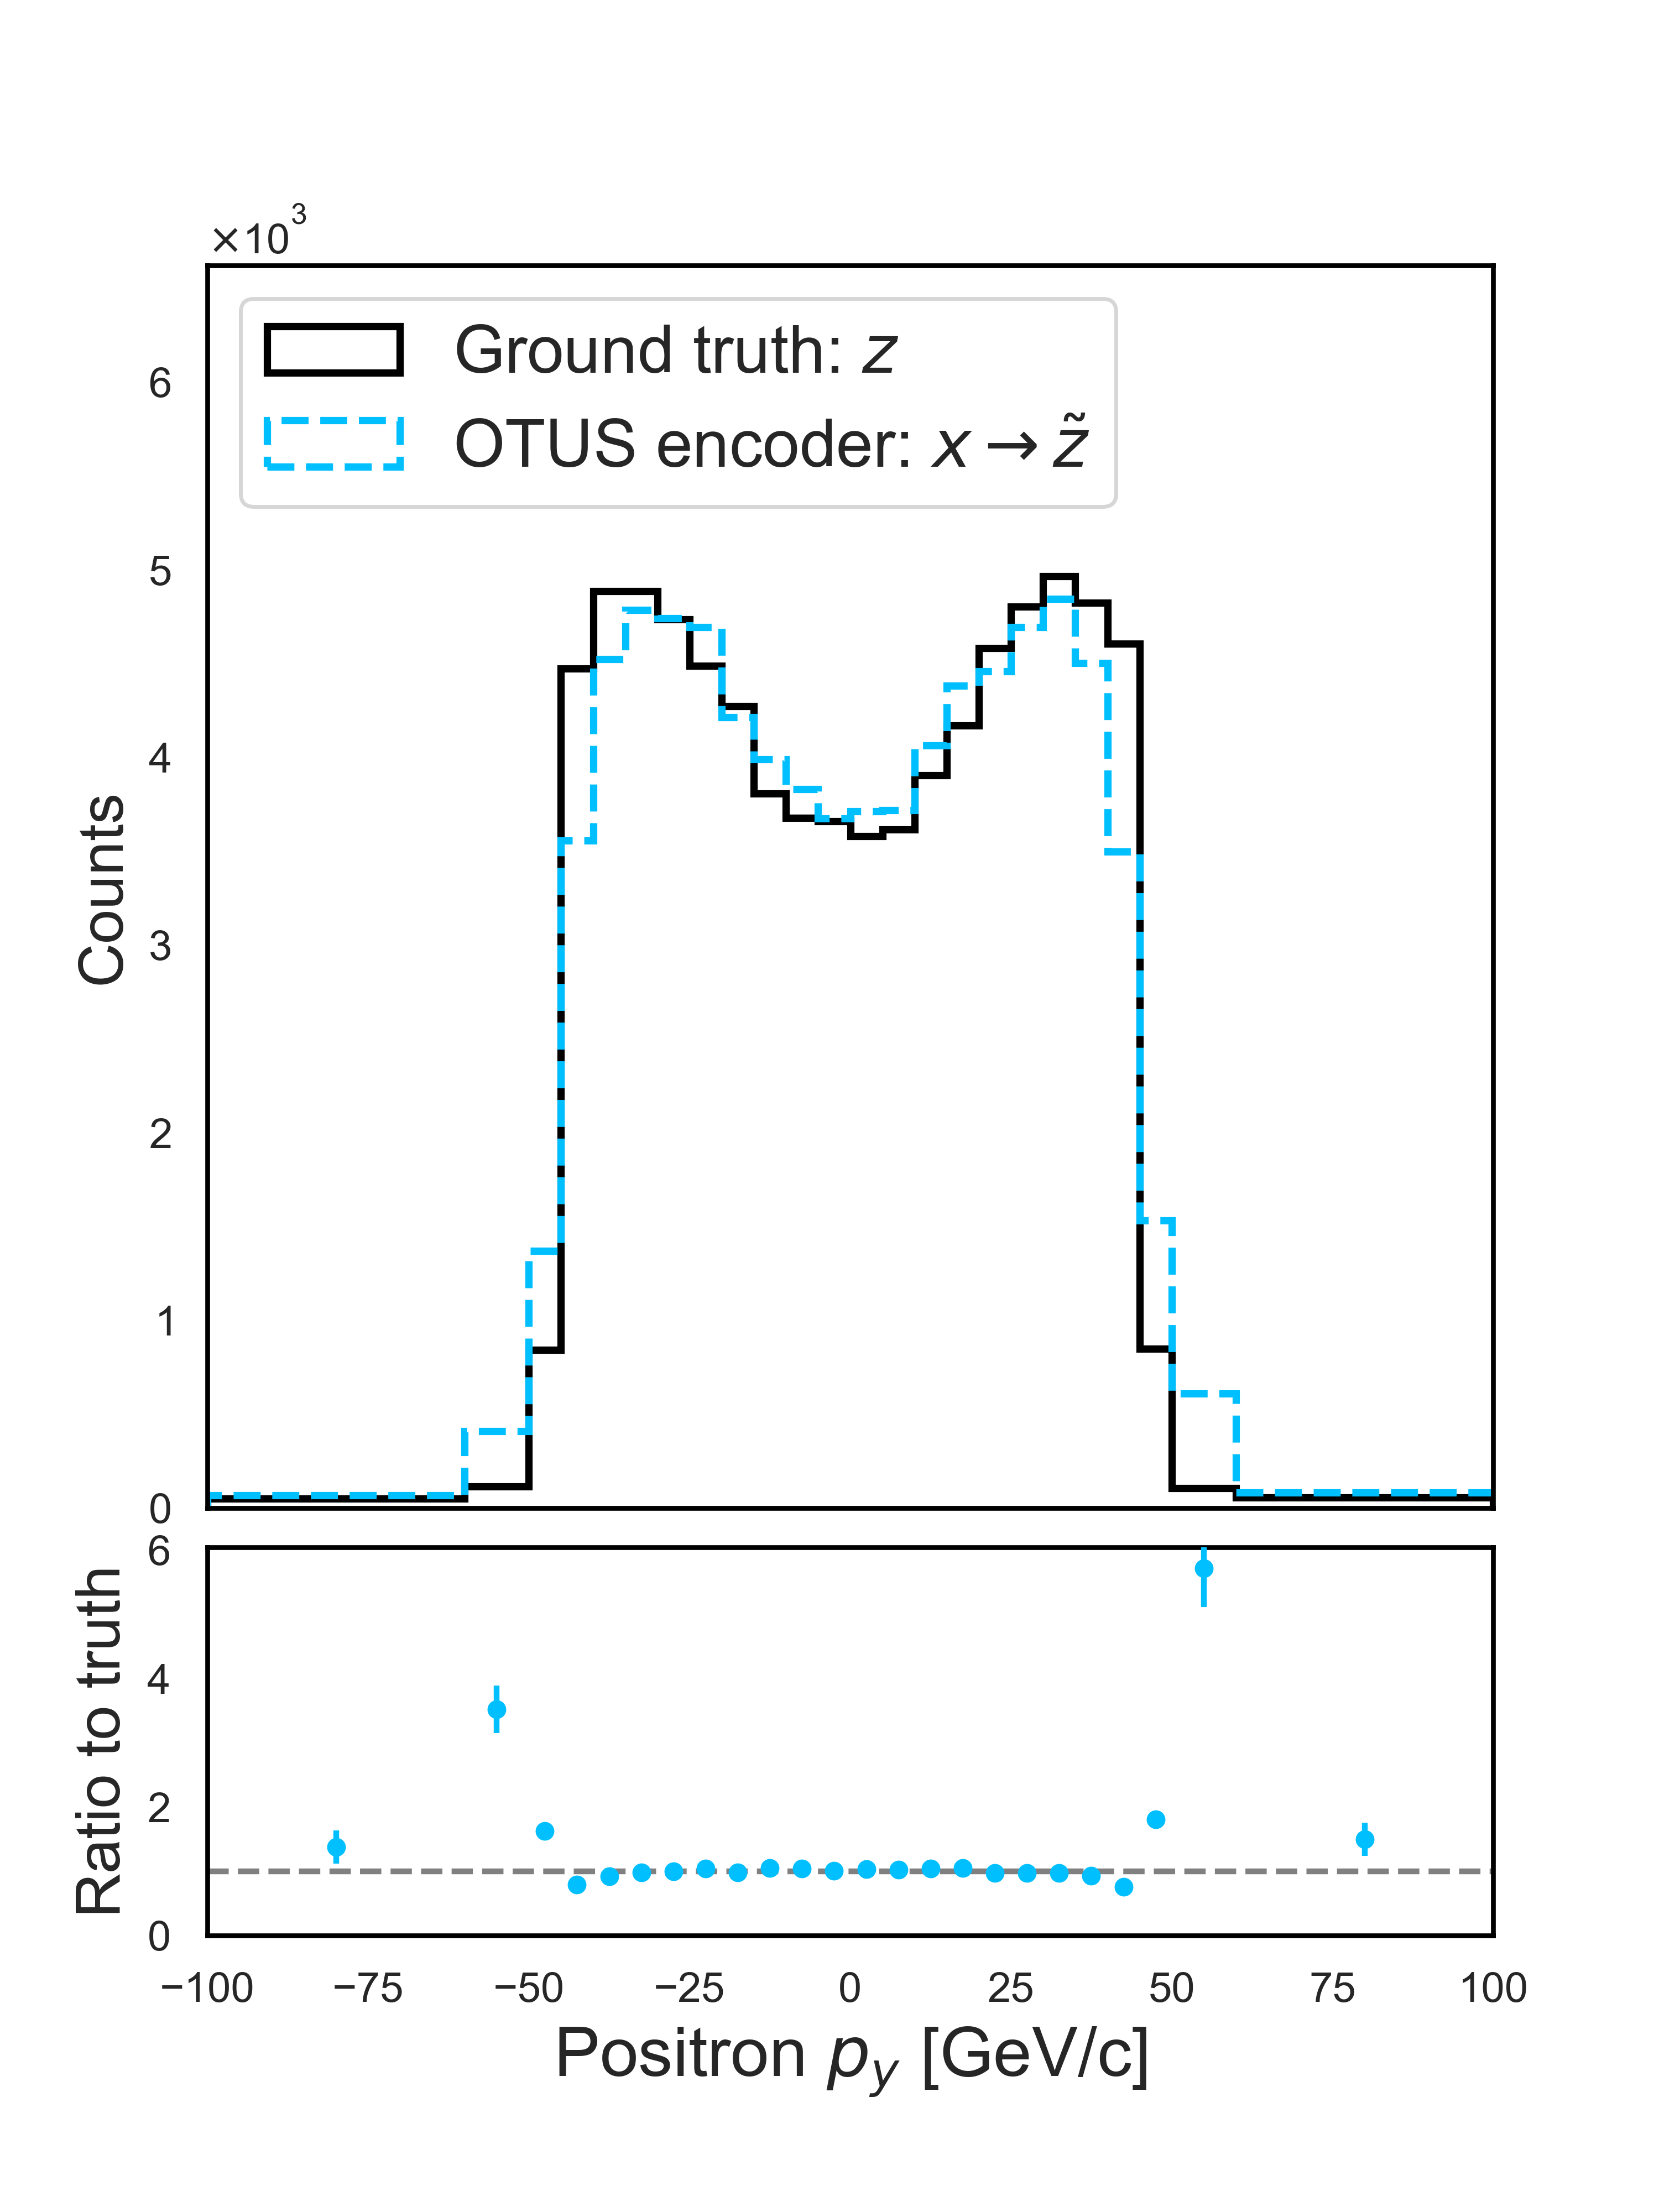 ×10³
Ground truth: z
OTUS encoder: x → z̃
6
5
4
3
2
1
0
Counts
6
4
2
0
Ratio to truth
−100 −75 −50 −25 0 25 50 75 100
Positron p_y [GeV/c]